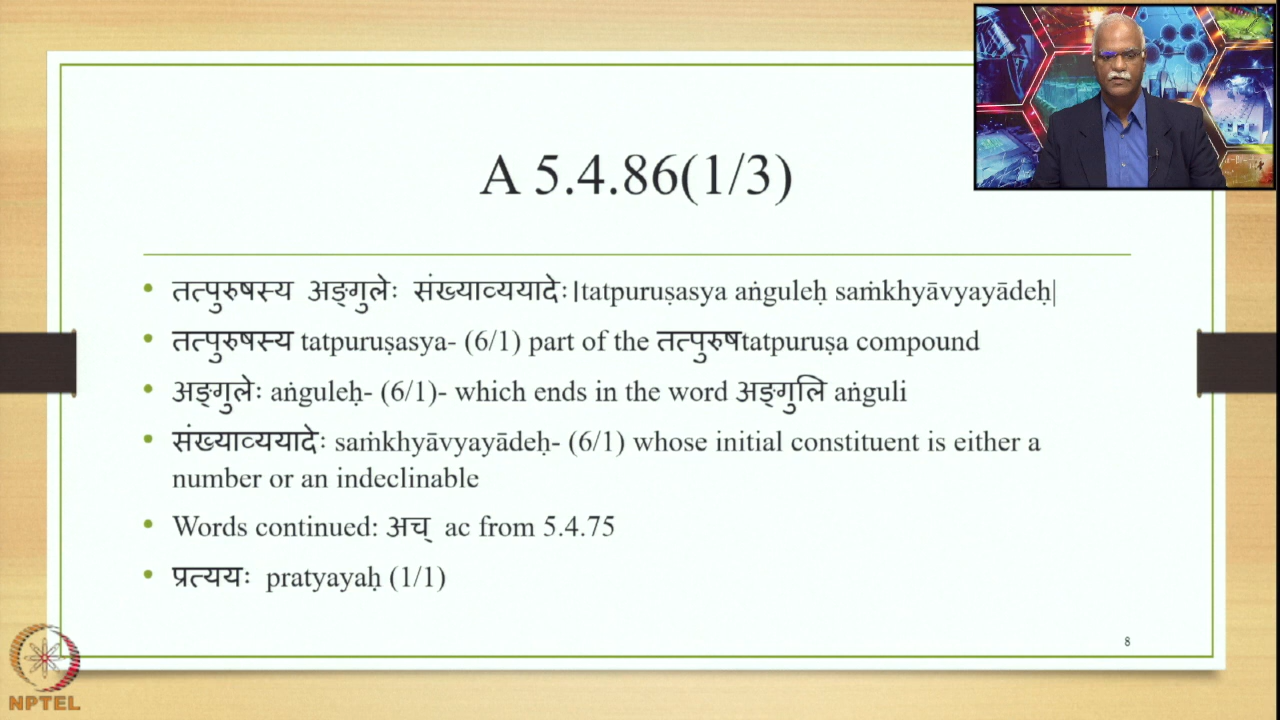 A 5.4.86(1/3)
• तत्पुरुषस्य अङ्गुलेः संख्याव्ययादेः।tatpuruṣasya aṅguleḥ saṁkhyāvyayādeḥ|
• तत्पुरुषस्य tatpuruṣasya- (6/1) part of the तत्पुरुषtatpuruṣa compound
• अङ्गुलेः aṅguleḥ- (6/1)- which ends in the word अङ्गुलि aṅguli
• संख्याव्ययादेः saṁkhyāvyayādeḥ- (6/1) whose initial constituent is either a
number or an indeclinable
• Words continued: अच् ac from 5.4.75
• प्रत्ययः pratyayaḥ (1/1)
8
NPTEL